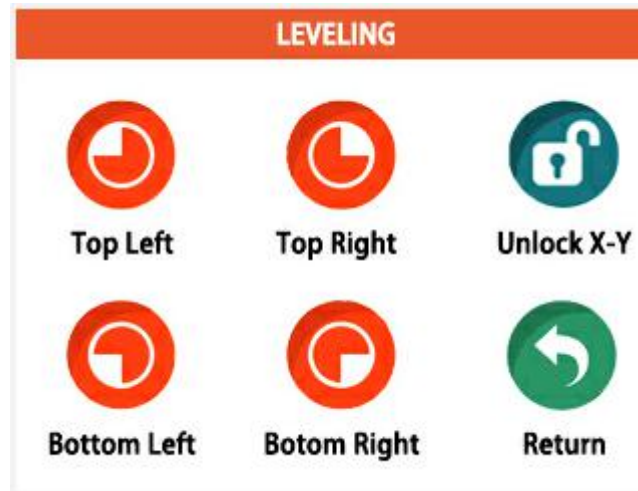 LEVELING
Top Left
Top Right
Unlock X-Y
Bottom Left
Botom Right
Return